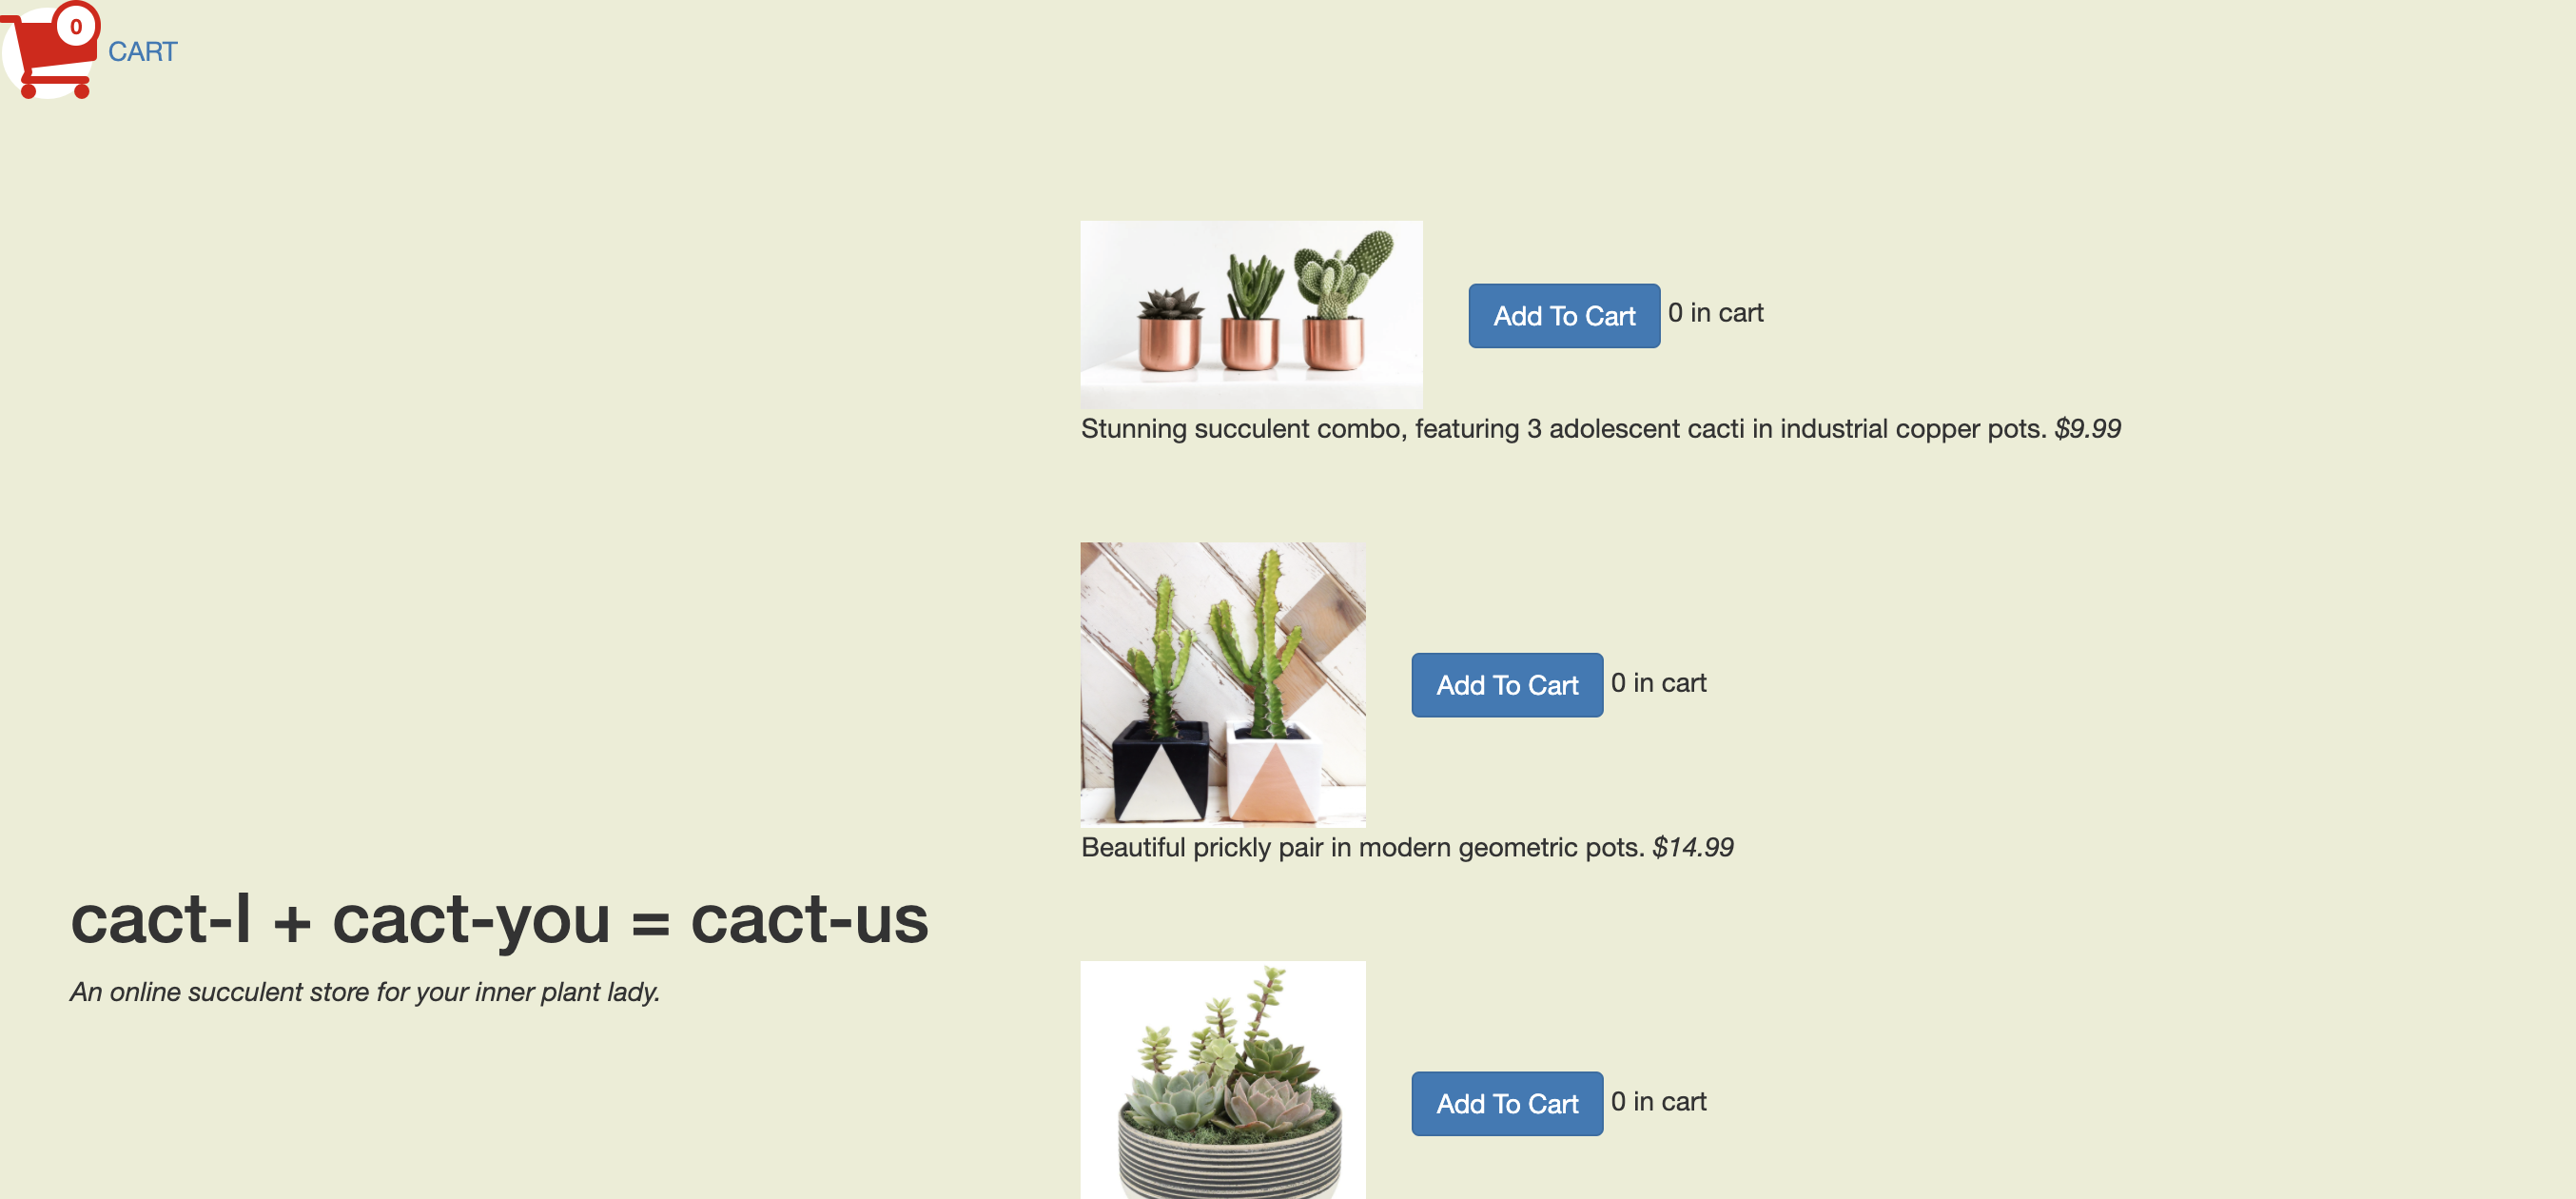 0
CART
Add To Cart 0 in cart
Stunning succulent combo, featuring 3 adolescent cacti in industrial copper pots. $9.99
Add To Cart 0 in cart
Beautiful prickly pair in modern geometric pots. $14.99
cact-I + cact-you = cact-us
An online succulent store for your inner plant lady.
Add To Cart 0 in cart